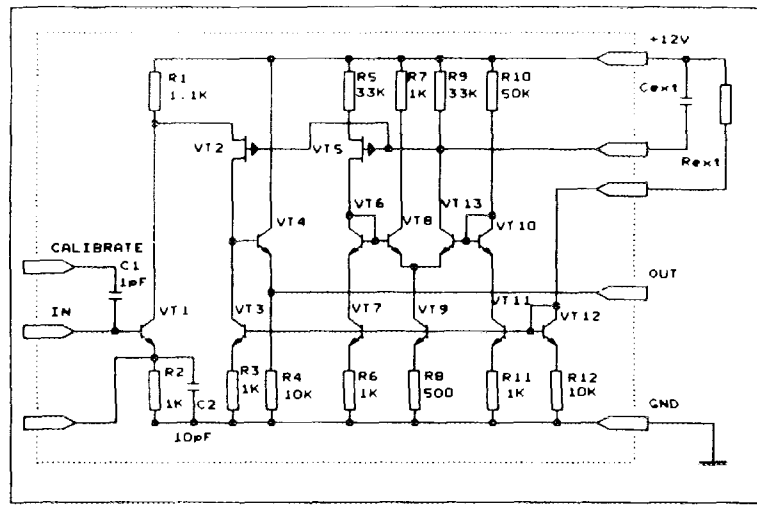 +12V
R1
1.1K
R5
33K
R7
1K
R9
33K
R10
50K
Cext
Rext
VT2
VT5
VT6
VT8
VT13
VT10
VT4
CALIBRATE
C1
1pF
IN
VT1
VT3
VT7
VT9
VT11
VT12
OUT
R2
1K
C2
10pF
R3
1K
R4
10K
R6
1K
R8
500
R11
1K
R12
10K
GND